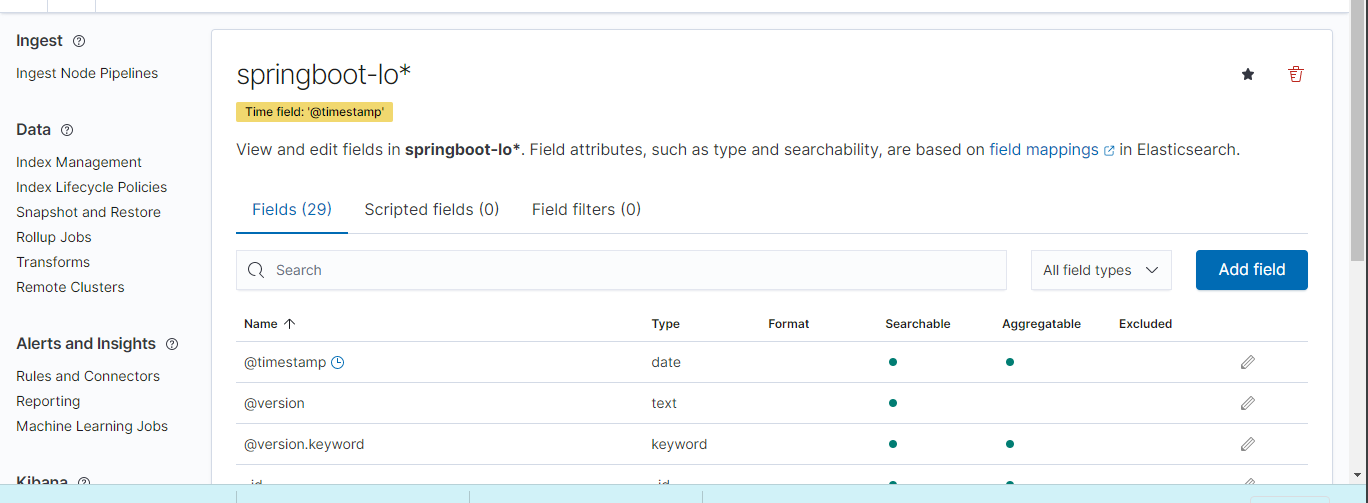 Ingest
Ingest Node Pipelines
Data
Index Management
Index Lifecycle Policies
Snapshot and Restore
Rollup Jobs
Transforms
Remote Clusters
Alerts and Insights
Rules and Connectors
Reporting
Machine Learning Jobs
Kibana
springboot-lo*
Time field: '@timestamp'
View and edit fields in springboot-lo*. Field attributes, such as type and searchability, are based on field mappings in Elasticsearch.
Fields (29) Scripted fields (0) Field filters (0)
Search All field types Add field
Name Type Format Searchable Aggregatable Excluded
@timestamp date
@version text
@version.keyword keyword
_id _id